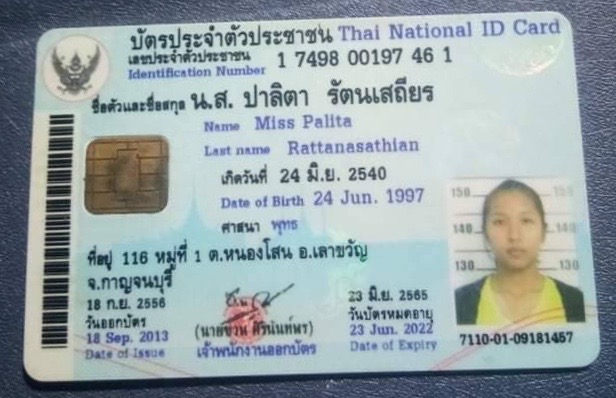 บัตรประจำตัวประชาชน Thai National ID Card
เลขประจำตัวประชาชน 1 7498 00197 46 1
Identification Number
ชื่อตัวและชื่อสกุล น.ส. ปาลิตา รัตนเสถียร
Name Miss Palita
Last name Rattanasathian
เกิดวันที่ 24 มิ.ย. 2540
Date of Birth 24 Jun. 1997
ศาสนา พุทธ
ที่อยู่ 116 หมู่ที่ 1 ต.หนองโสน อ.เลาขวัญ
จ.กาญจนบุรี
18 ก.ย. 2556
วันออกบัตร
18 Sep. 2013
Date of Issue
ศิรินันท์พร)
เจ้าพนักงานออกบัตร
23 มิ.ย. 2565
วันบัตรหมดอายุ
23 Jun. 2022
Date of Expiry
150 150
140 140
130 130
7110-01-09181457